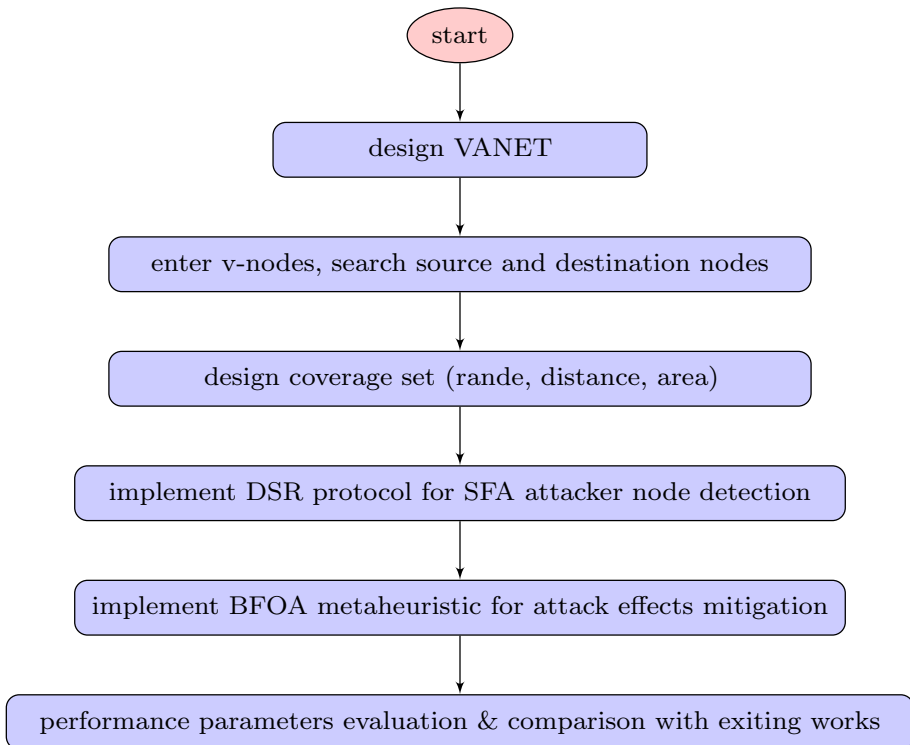 start
design VANET
enter v-nodes, search source and destination nodes
design coverage set (rande, distance, area)
implement DSR protocol for SFA attacker node detection
implement BFOA metaheuristic for attack effects mitigation
performance parameters evaluation & comparison with exiting works